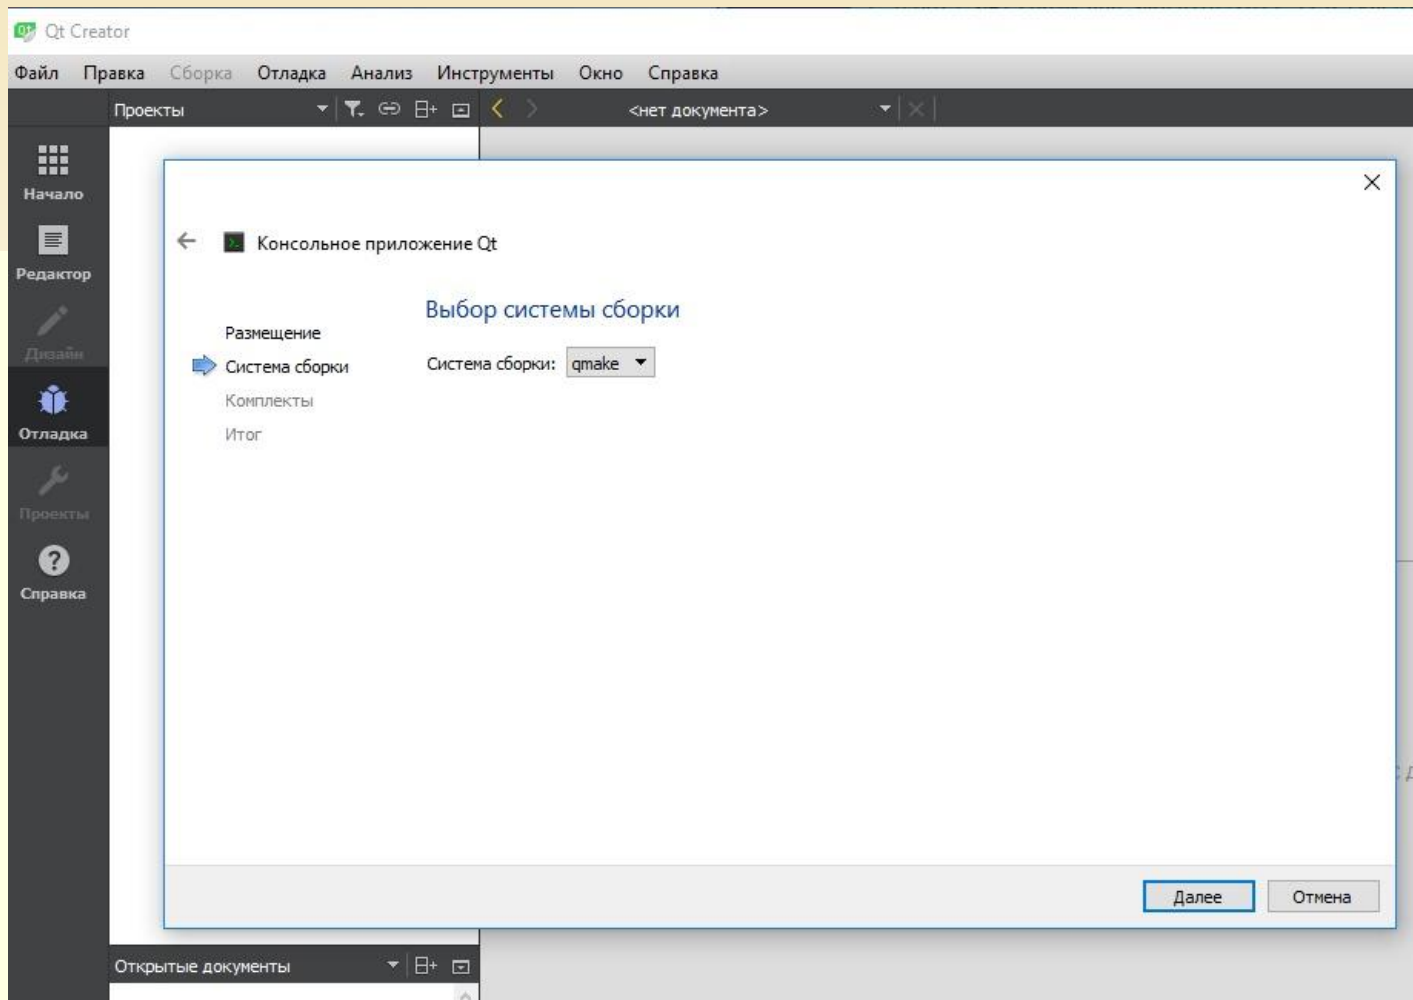 Qt Creator
Файл Правка Сборка Отладка Анализ Инструменты Окно Справка
Проекты <нет документа>
Начало
Редактор
Дизайн
Отладка
Проекты
Справка
Консольное приложение Qt
Размещение
Система сборки
Комплекты
Итог
Выбор системы сборки
Система сборки: qmake
Далее Отмена
Открытые документы